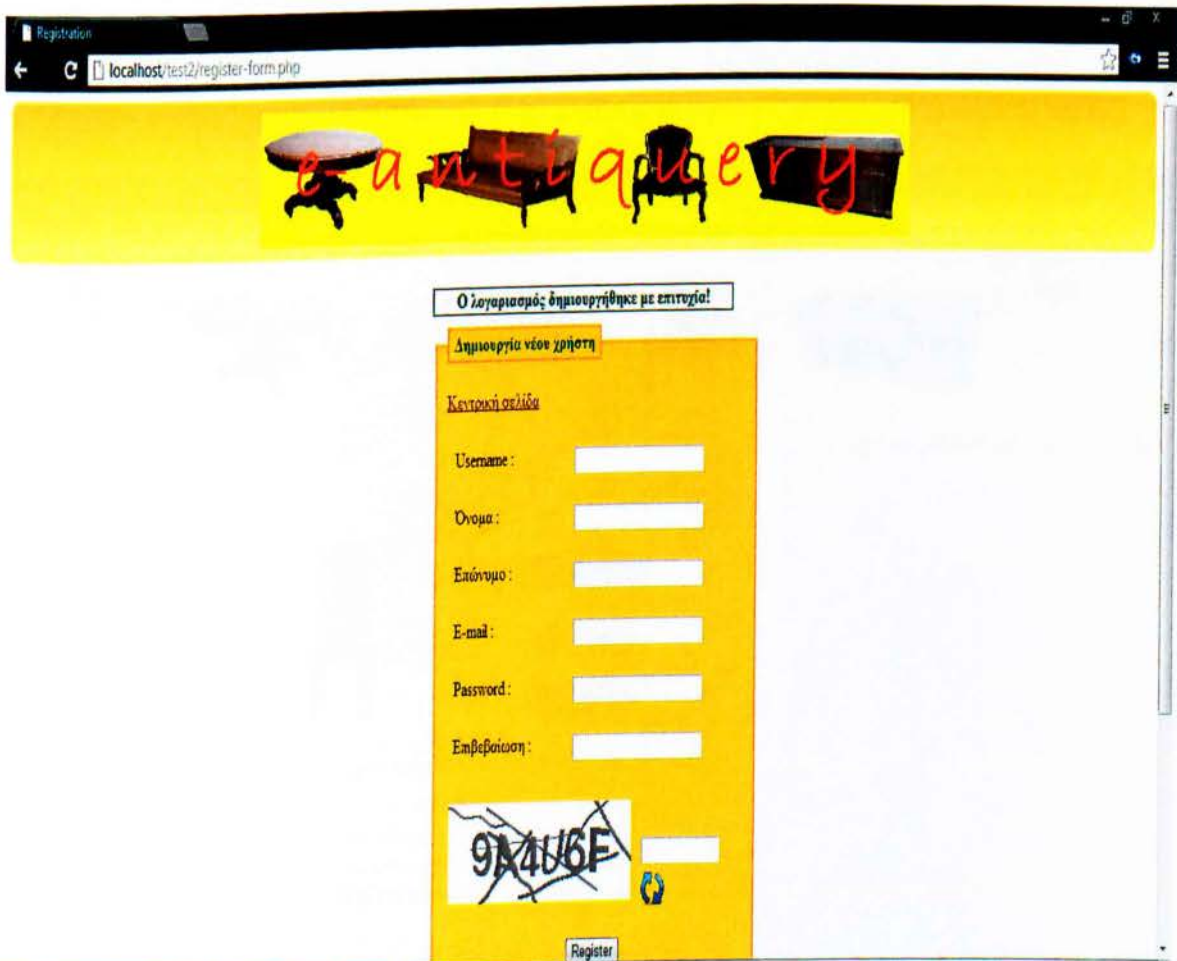 Registration
localhost/test2/register-form.php
e-antiquery
Ο λογαριασμός δημιουργήθηκε με επιτυχία!
Δημιουργία νέου χρήστη
Κεντρική σελίδα
Username :
Όνομα :
Επώνυμο :
E-mail :
Password :
Επιβεβαίωση :
9A4U6F
Register